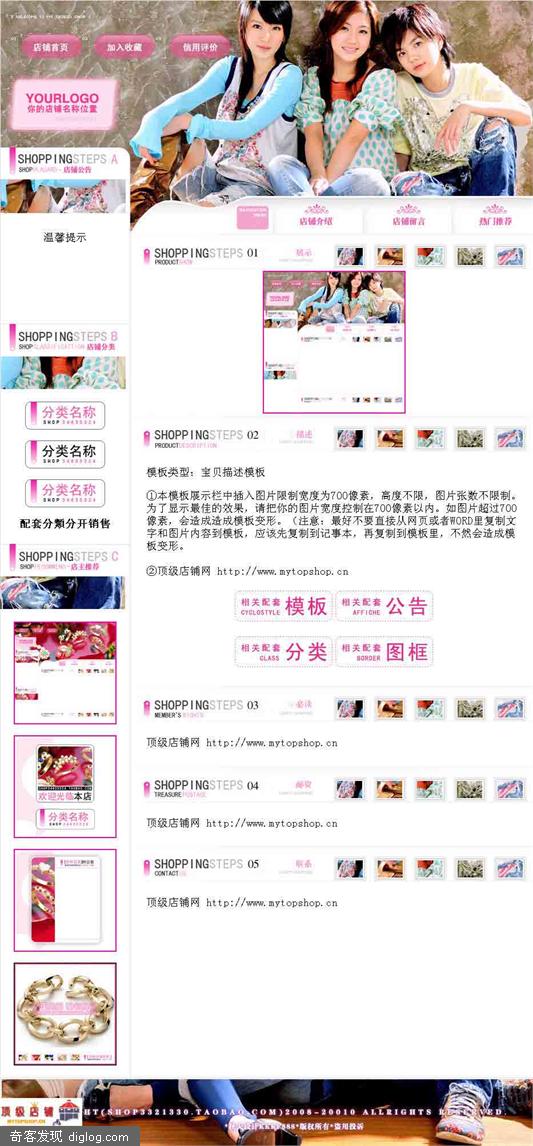 店铺首页
加入收藏
信用评价
YOURLOGO
你的店铺名称位置
SHOPPINGSTEPS A
店铺公告
温馨提示
SHOPPINGSTEPS B
SHOPCLASSIFICATTION 店铺分类
分类名称
分类名称
分类名称
配套分類分开销售
SHOPPINGSTEPS C
店主推荐
欢迎光临本店
分类名称
店铺介绍
店铺留言
热门推荐
SHOPPINGSTEPS 01
展示
PRODUCTSHOW
SHOPPINGSTEPS 02
描述
PRODUCTDESCRIPTION
模板类型：宝贝描述模板
①本模板展示栏中插入图片限制宽度为700像素，高度不限，图片张数不限制。
为了显示最佳的效果，请把你的图片宽度控制在700像素以内。如图片超过700
像素，会造成造成模板变形。（注意：最好不要直接从网页或者WORD里复制文
字和图片内容到模板，应该先复制到记事本，再复制到模板里，不然会造成模
板变形。
②顶级店铺网 http://www.mytopshop.cn
相关配套 模板
CYCLOSTYLE
相关配套 公告
AFFICHE
相关配套 分类
CLASS
相关配套 图框
BORDER
SHOPPINGSTEPS 03
必读
MEMBER'S
顶级店铺网 http://www.mytopshop.cn
SHOPPINGSTEPS 04
邮资
TREASURE POSTAGE
顶级店铺网 http://www.mytopshop.cn
SHOPPINGSTEPS 05
联系
CONTACT US
顶级店铺网 http://www.mytopshop.cn
顶级店铺
MYTOPSHOP.CN
HT(SHOP3321330.TAOBAO.COM)2008-20010 ALLRIGHTS RESERVED.
*版权所有*盗用投诉
奇客发现 diglog.com